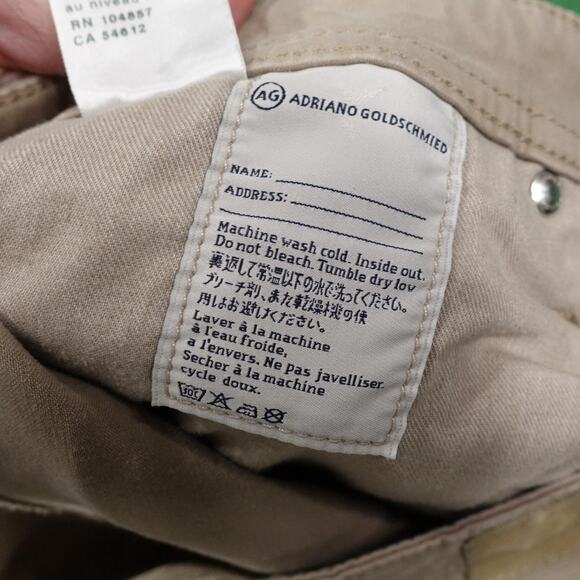 au niveau
RN 104857
CA 54612
AG ADRIANO GOLDSCHMIED
NAME:
ADDRESS:
Machine wash cold. Inside out.
Do not bleach. Tumble dry low
裏返して常温以下の水で洗ってください。
ブリーチ剤、また乾燥機の使
用はお避けください。
Laver à la machine
à l'eau froide,
a l'envers. Ne pas javelliser.
Secher à la machine
cycle doux.
30C